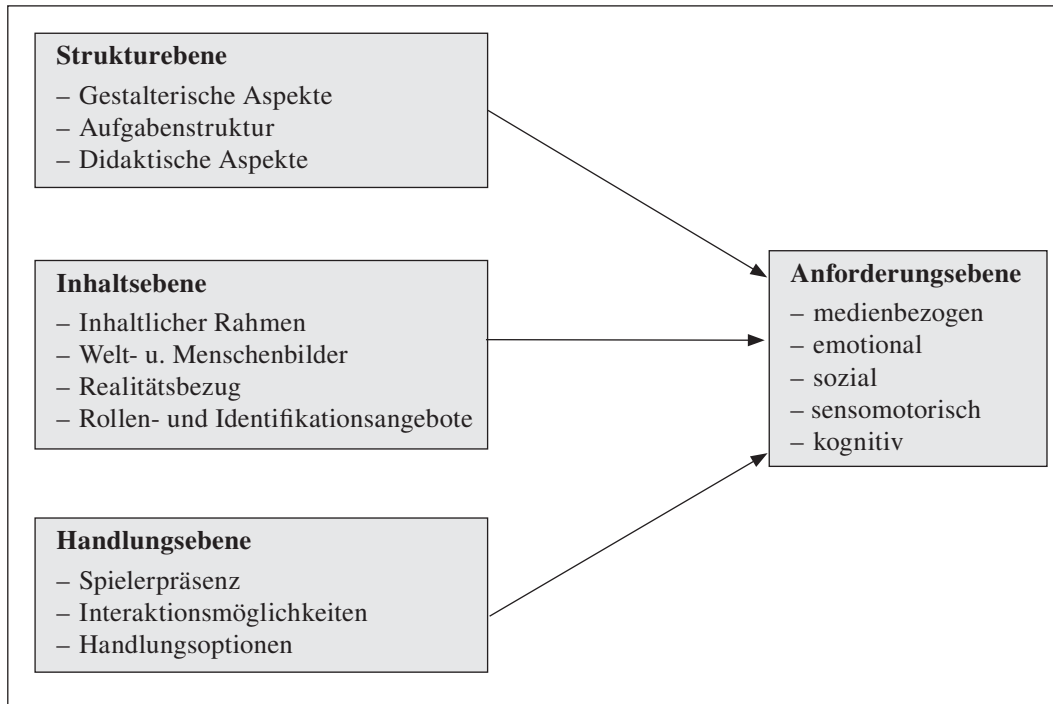 Strukturebene
– Gestalterische Aspekte
– Aufgabenstruktur
– Didaktische Aspekte
Inhaltsebene
– Inhaltlicher Rahmen
– Welt- u. Menschenbilder
– Realitätsbezug
– Rollen- und Identifikationsangebote
Handlungsebene
– Spielerpräsenz
– Interaktionsmöglichkeiten
– Handlungsoptionen
Anforderungsebene
– medienbezogen
– emotional
– sozial
– sensomotorisch
– kognitiv